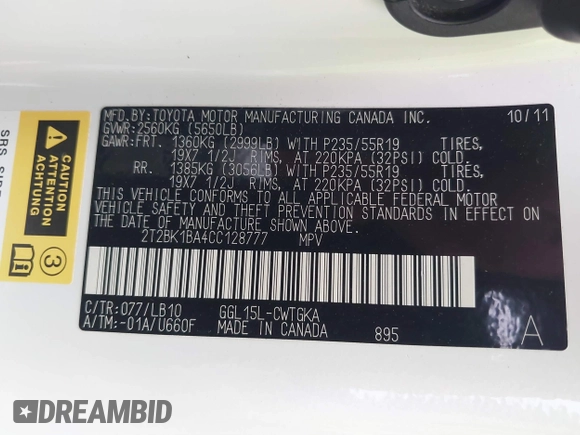 MFD.BY:TOYOTA MOTOR MANUFACTURING CANADA INC. 10/11
GVWR:2560KG (5650LB)
GAWR:FRT. 1360KG (2999LB) WITH P235/55R19 TIRES,
19X7 1/2J RIMS, AT 220KPA (32PSI) COLD.
RR. 1385KG (3056LB) WITH P235/55R19 TIRES,
19X7 1/2J RIMS, AT 220KPA (32PSI) COLD.
THIS VEHICLE CONFORMS TO ALL APPLICABLE FEDERAL MOTOR
VEHICLE SAFETY AND THEFT PREVENTION STANDARDS IN EFFECT ON
THE DATE OF MANUFACTURE SHOWN ABOVE.
2T2BK1BA4CC128777 MPV
C/TR:077/LB10 GGL15L-CWTGKA
A/TM:-01A/U660F MADE IN CANADA 895 A
SRS SIDE
ATTENTION
ACHTUNG
3
DREAMBID